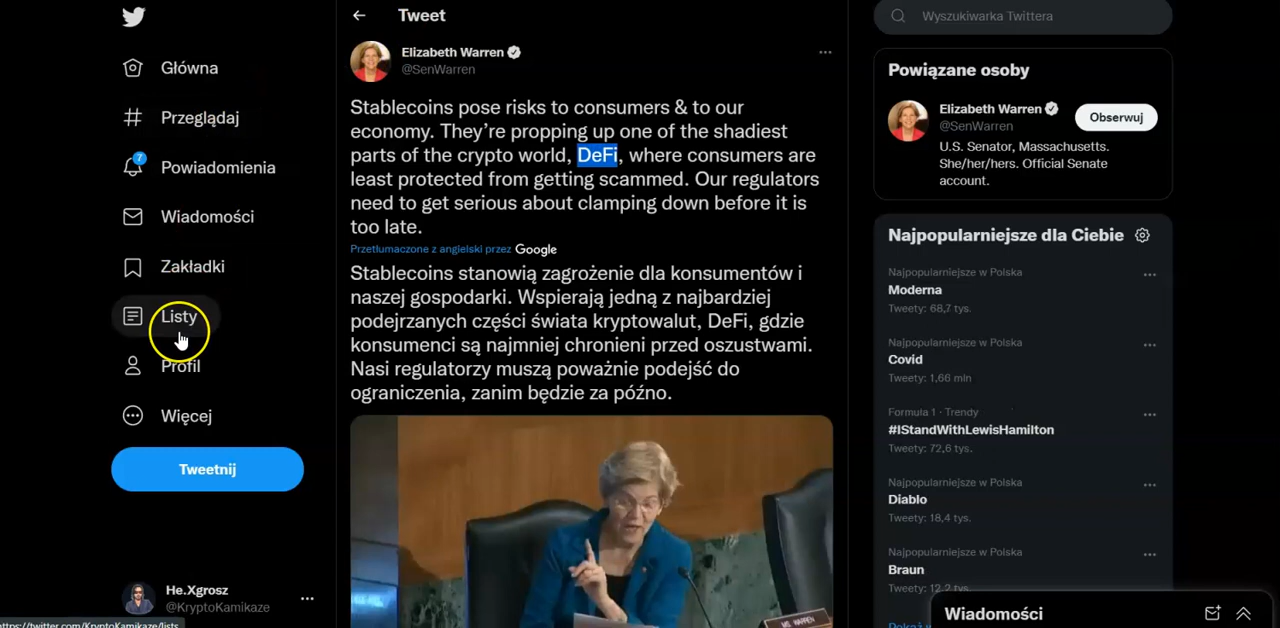 Główna
Przeglądaj
7
Powiadomienia
Wiadomości
Zakładki
Listy
Profil
Więcej
Tweetnij
He.Xgrosz
@KryptoKamikaze
https://twitter.com/KryptoKamikaze/lists
Tweet
Elizabeth Warren
@SenWarren
Stablecoins pose risks to consumers & to our
economy. They're propping up one of the shadiest
parts of the crypto world, DeFi, where consumers are
least protected from getting scammed. Our regulators
need to get serious about clamping down before it is
too late.
Przetłumaczone z angielski przez Google
Stablecoins stanowią zagrożenie dla konsumentów i
naszej gospodarki. Wspierają jedną z najbardziej
podejrzanych części świata kryptowalut, DeFi, gdzie
konsumenci są najmniej chronieni przed oszustwami.
Nasi regulatorzy muszą poważnie podejść do
ograniczenia, zanim będzie za późno.
MS. WARREN
Wyszukiwarka Twittera
Powiązane osoby
Elizabeth Warren
@SenWarren
Obserwuj
U.S. Senator, Massachusetts.
She/her/hers. Official Senate
account.
Najpopularniejsze dla Ciebie
Najpopularniejsze w Polska
Moderna
Tweety: 68,7 tys.
Najpopularniejsze w Polska
Covid
Tweety: 1,66 mln
Formuła 1 · Trendy
#IStandWithLewisHamilton
Tweety: 72,6 tys.
Najpopularniejsze w Polska
Diablo
Tweety: 18,4 tys.
Najpopularniejsze w Polska
Braun
Tweety: 12,2 tys.
Pokaż
Wiadomości